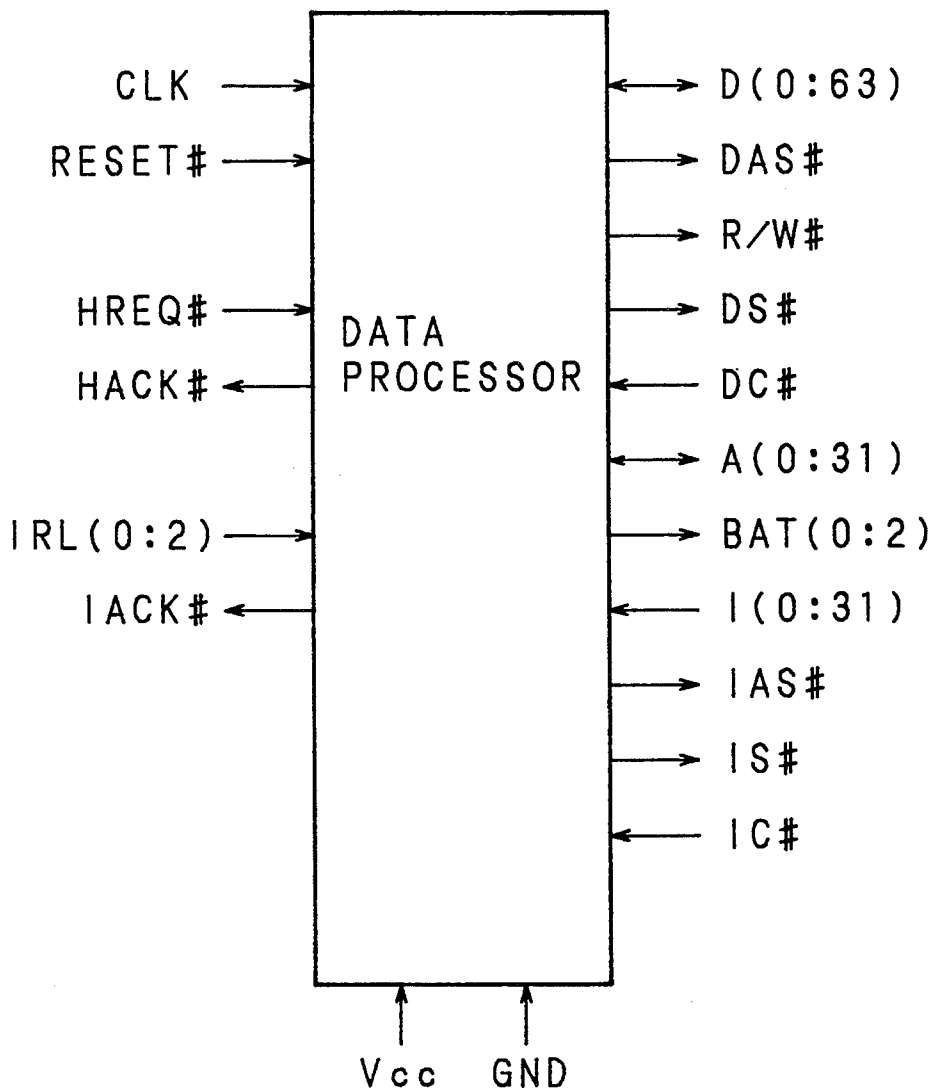 CLK
RESET#
HREQ#
HACK#
IRL(0:2)
IACK#
DATA
PROCESSOR
D(0:63)
DAS#
R/W#
DS#
DC#
A(0:31)
BAT(0:2)
I(0:31)
IAS#
IS#
IC#
Vcc
GND